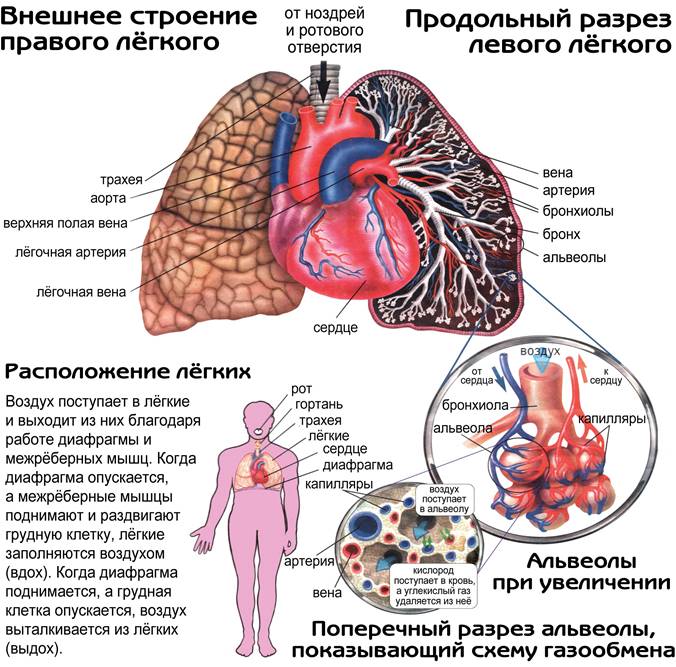 Внешнее строение
правого лёгкого
от ноздрей
и ротового
отверстия
Продольный разрез
левого лёгкого
трахея
аорта
верхняя полая вена
лёгочная артерия
лёгочная вена
сердце
вена
артерия
бронхиолы
бронх
альвеолы
Расположение лёгких
Воздух поступает в лёгкие
и выходит из них благодаря
работе диафрагмы и
межрёберных мышц. Когда
диафрагма опускается,
а межрёберные мышцы
поднимают и раздвигают
грудную клетку, лёгкие
заполняются воздухом
(вдох). Когда диафрагма
поднимается, а грудная
клетка опускается, воздух
выталкивается из лёгких
(выдох).
рот
гортань
трахея
лёгкие
сердце
диафрагма
капилляры
артерия
вена
воздух
поступает
в альвеолу
кислород
поступает в кровь,
а углекислый газ
удаляется из неё
воздух
от
сердца
к
сердцу
бронхиола
альвеола
капилляры
Альвеолы
при увеличении
Поперечный разрез альвеолы,
показывающий схему газообмена